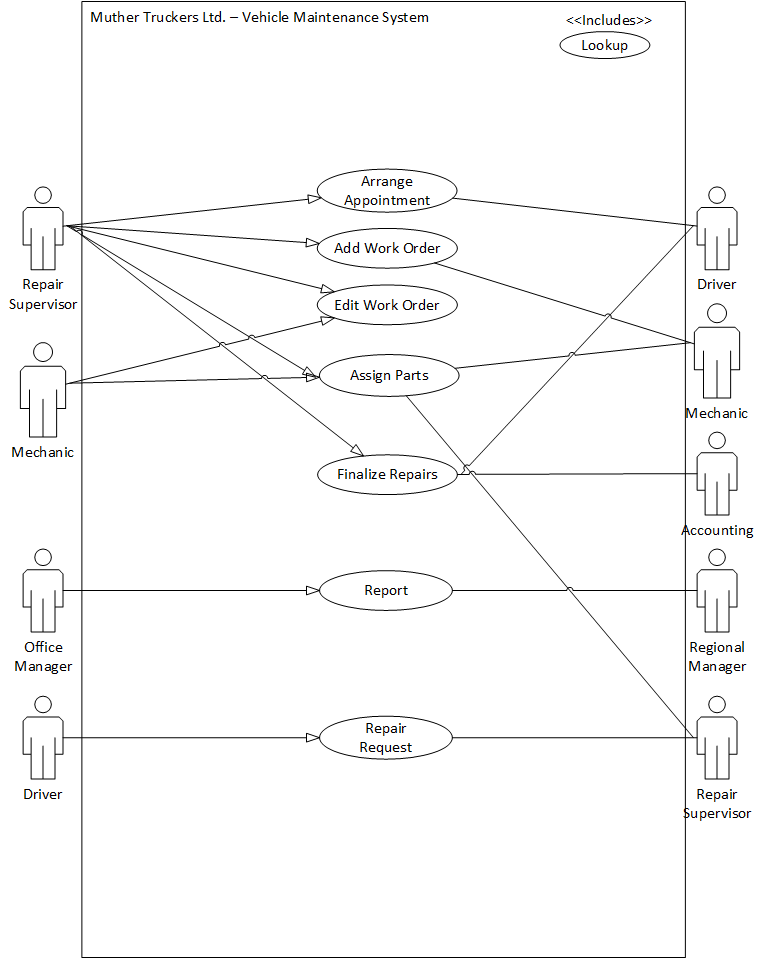 Muther Truckers Ltd. – Vehicle Maintenance System
<<Includes>>
Lookup
Arrange
Appointment
Add Work Order
Edit Work Order
Assign Parts
Finalize Repairs
Report
Repair
Request
Repair
Supervisor
Mechanic
Office
Manager
Driver
Driver
Mechanic
Accounting
Regional
Manager
Repair
Supervisor